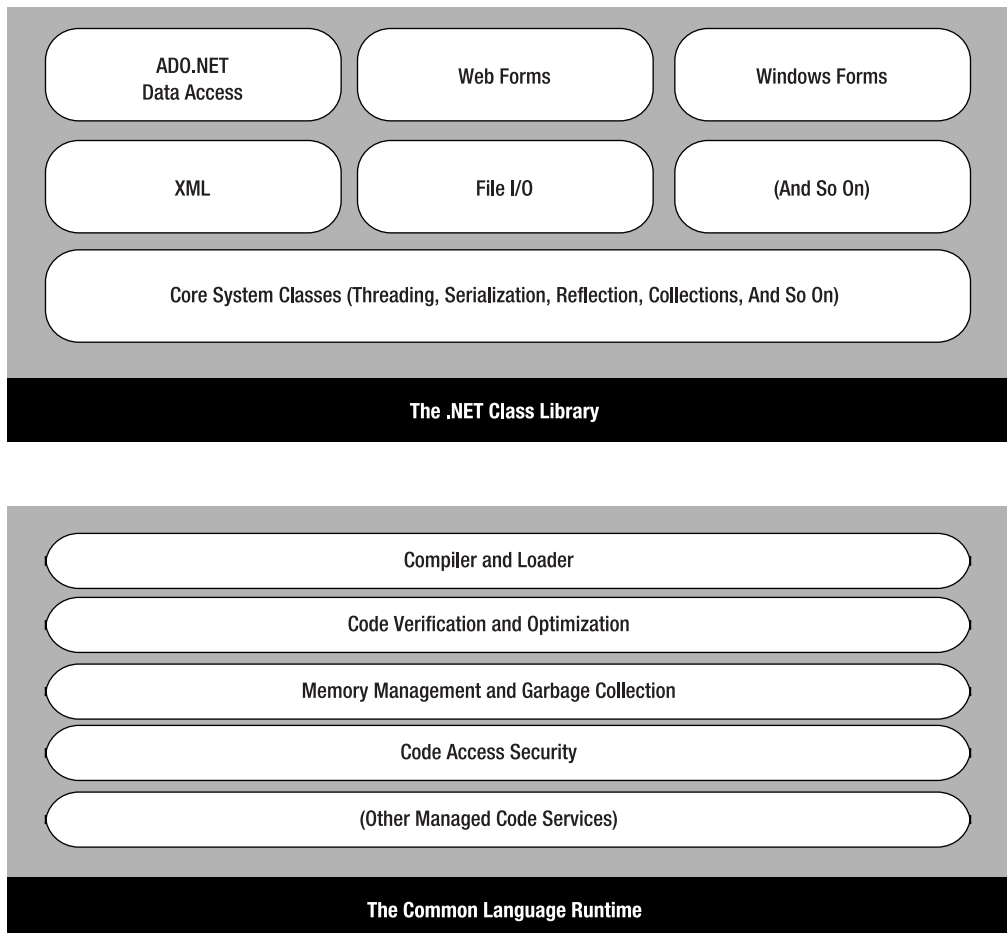 ADO.NET
Data Access
Web Forms
Windows Forms
XML
File I/O
(And So On)
Core System Classes (Threading, Serialization, Reflection, Collections, And So On)
The .NET Class Library
Compiler and Loader
Code Verification and Optimization
Memory Management and Garbage Collection
Code Access Security
(Other Managed Code Services)
The Common Language Runtime